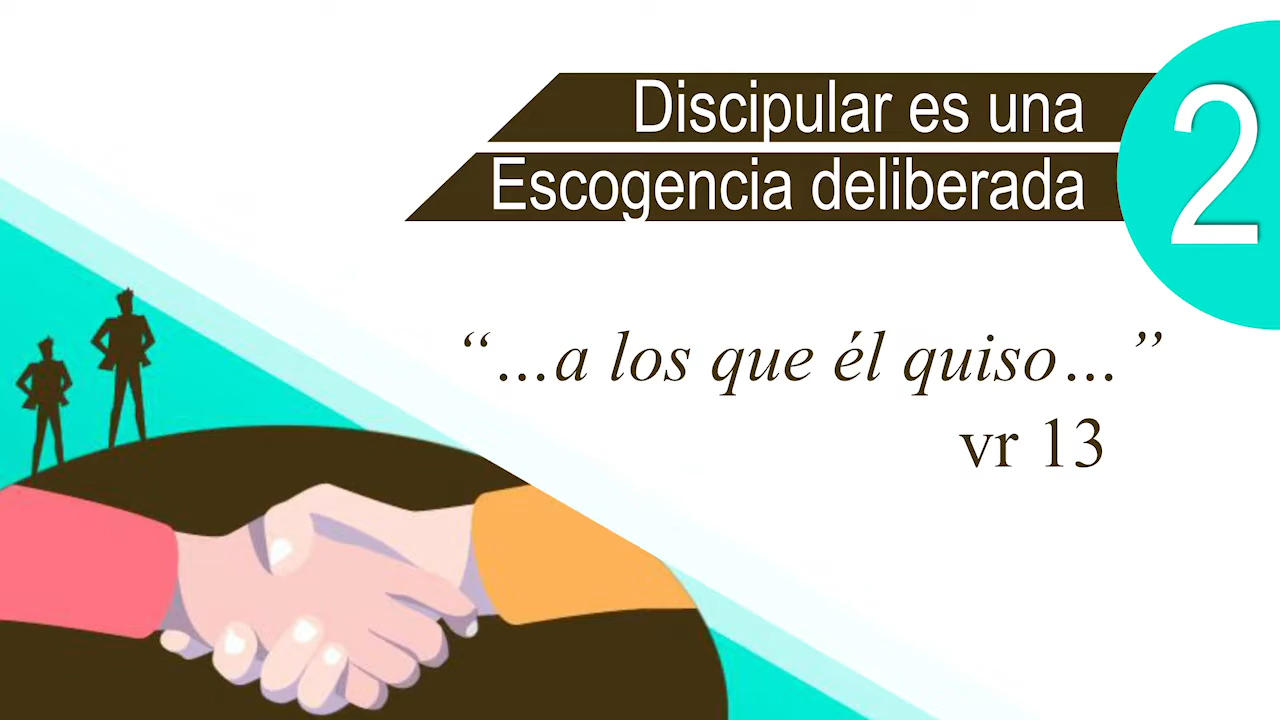 Discipular es una
Escogencia deliberada
2
“…a los que él quiso…”
vr 13